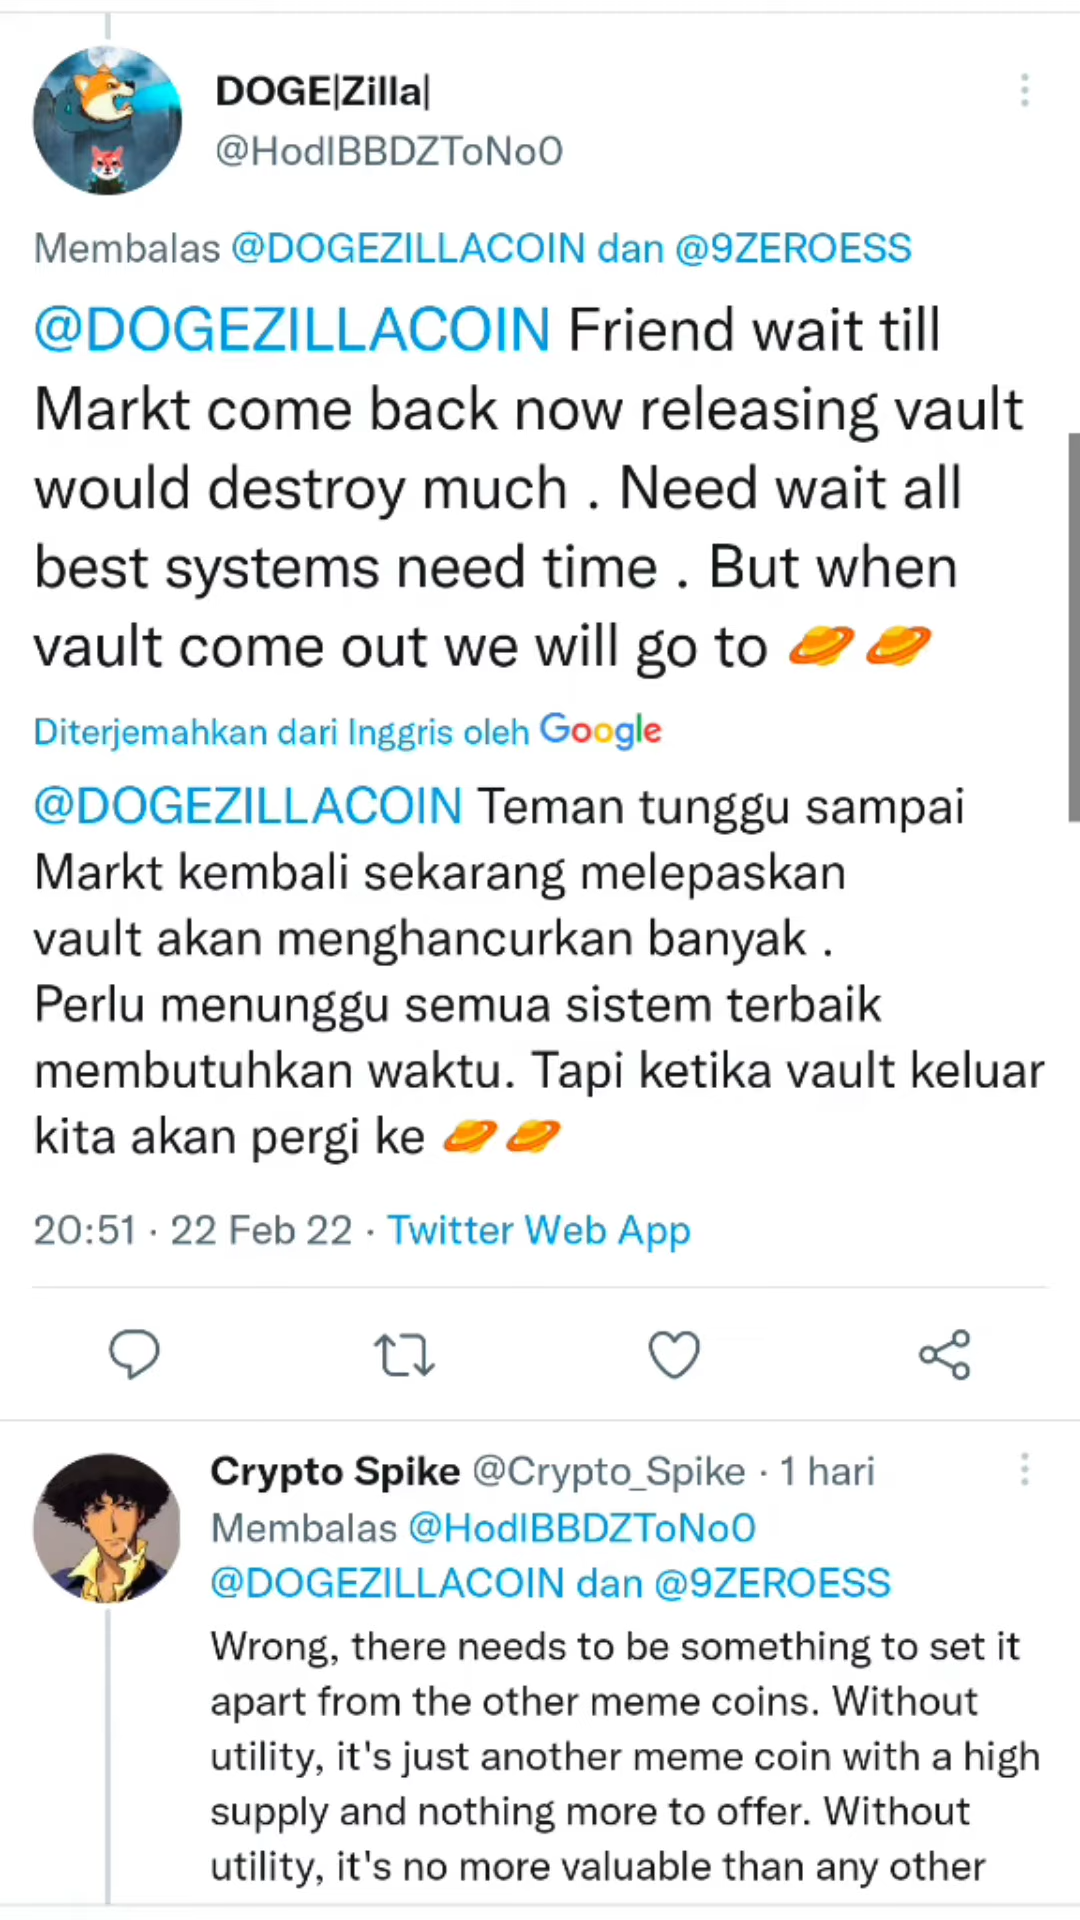 DOGE|Zilla|
@HodlBBDZToNo0
Membalas @DOGEZILLACOIN dan @9ZEROESS
@DOGEZILLACOIN Friend wait till
Markt come back now releasing vault
would destroy much . Need wait all
best systems need time . But when
vault come out we will go to 🪐🪐
Diterjemahkan dari Inggris oleh Google
@DOGEZILLACOIN Teman tunggu sampai
Markt kembali sekarang melepaskan
vault akan menghancurkan banyak .
Perlu menunggu semua sistem terbaik
membutuhkan waktu. Tapi ketika vault keluar
kita akan pergi ke 🪐🪐
20:51 · 22 Feb 22 · Twitter Web App
Crypto Spike @Crypto_Spike · 1 hari
Membalas @HodlBBDZToNo0
@DOGEZILLACOIN dan @9ZEROESS
Wrong, there needs to be something to set it
apart from the other meme coins. Without
utility, it's just another meme coin with a high
supply and nothing more to offer. Without
utility, it's no more valuable than any other